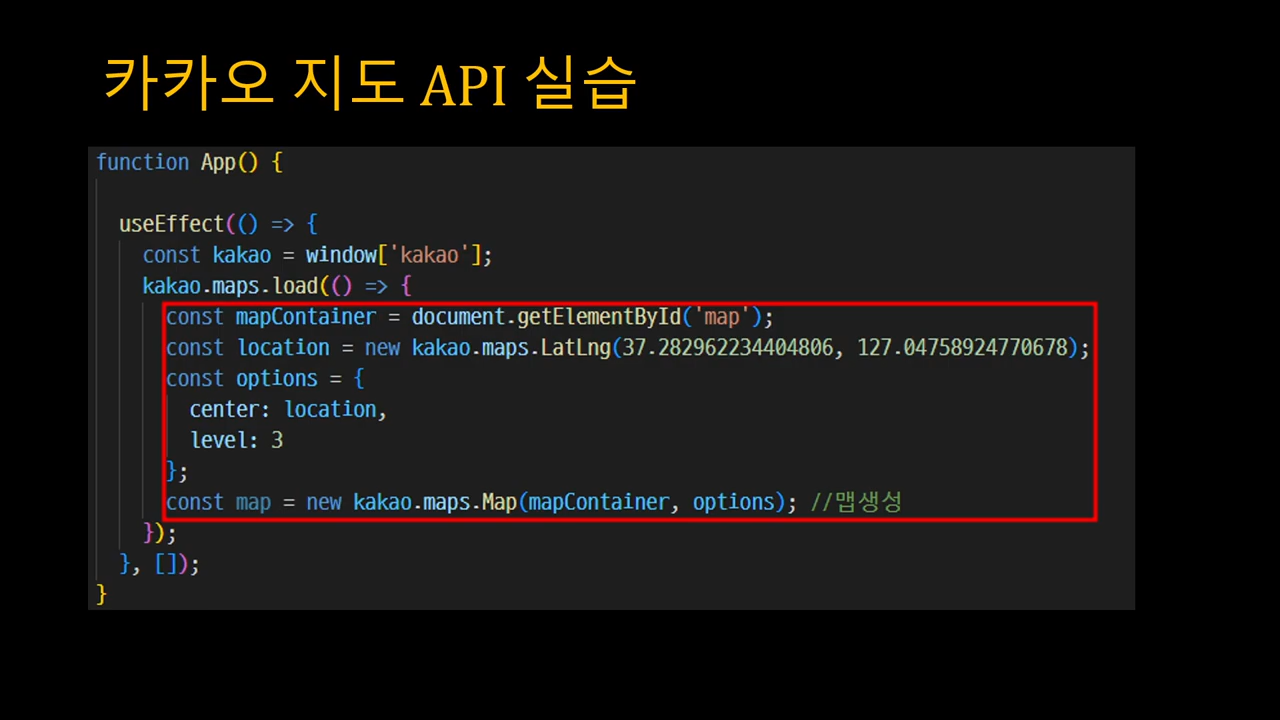 카카오 지도 API 실습
function App() {
useEffect(() => {
const kakao = window['kakao'];
kakao.maps.load(() => {
const mapContainer = document.getElementById('map');
const location = new kakao.maps.LatLng(37.282962234404806, 127.04758924770678);
const options = {
center: location,
level: 3
};
const map = new kakao.maps.Map(mapContainer, options); //맵생성
});
}, []);
}